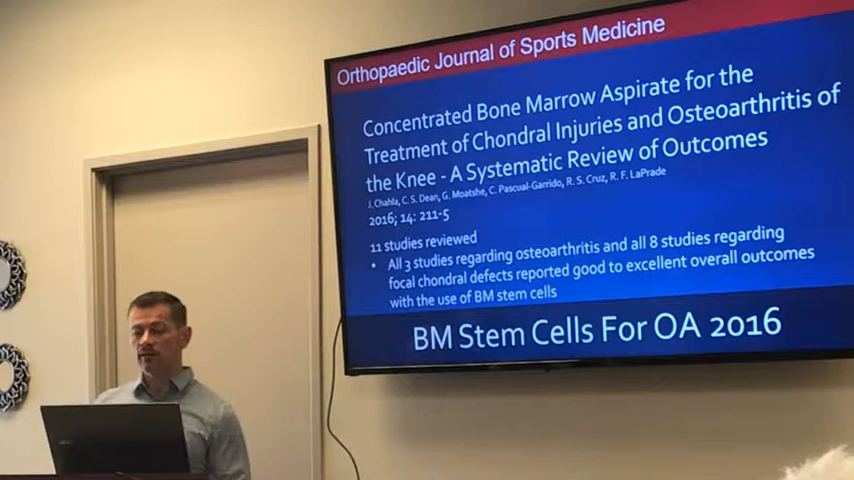 Orthopaedic Journal of Sports Medicine
Concentrated Bone Marrow Aspirate for the
Treatment of Chondral Injuries and Osteoarthritis of
the Knee - A Systematic Review of Outcomes
J. Chahla, C. S. Dean, G. Moatshe, C. Pascual-Garrido, R. S. Cruz, R. F. LaPrade
2016; 14: 211-5
11 studies reviewed
• All 3 studies regarding osteoarthritis and all 8 studies regarding
focal chondral defects reported good to excellent overall outcomes
with the use of BM stem cells
BM Stem Cells For OA 2016